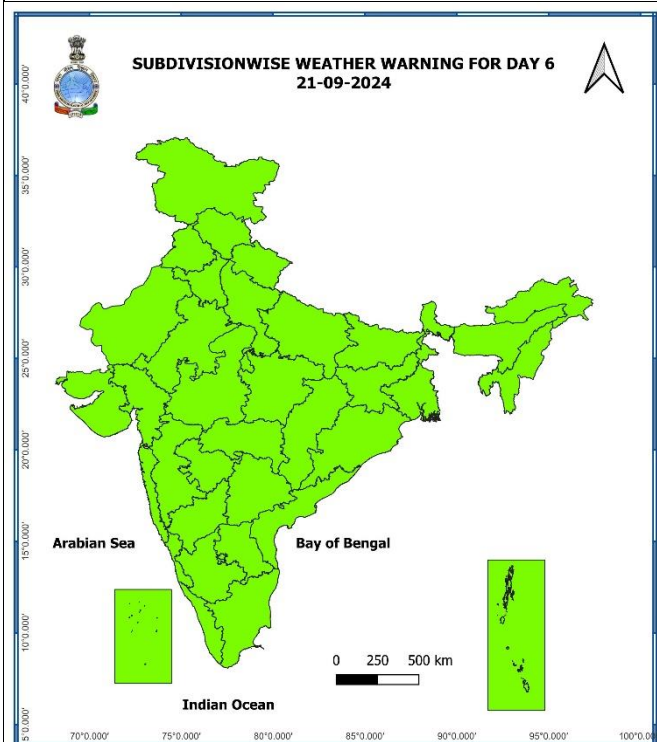 SUBDIVISIONWISE WEATHER WARNING FOR DAY 6
21-09-2024
40°0.000'
35°0.000'
30°0.000'
25°0.000'
20°0.000'
Arabian Sea
Bay of Bengal
15°0.000'
10°0.000'
0 250 500 km
Indian Ocean
5°0.000'
70°0.000' 75°0.000' 80°0.000' 85°0.000' 90°0.000' 95°0.000' 100°0.000'